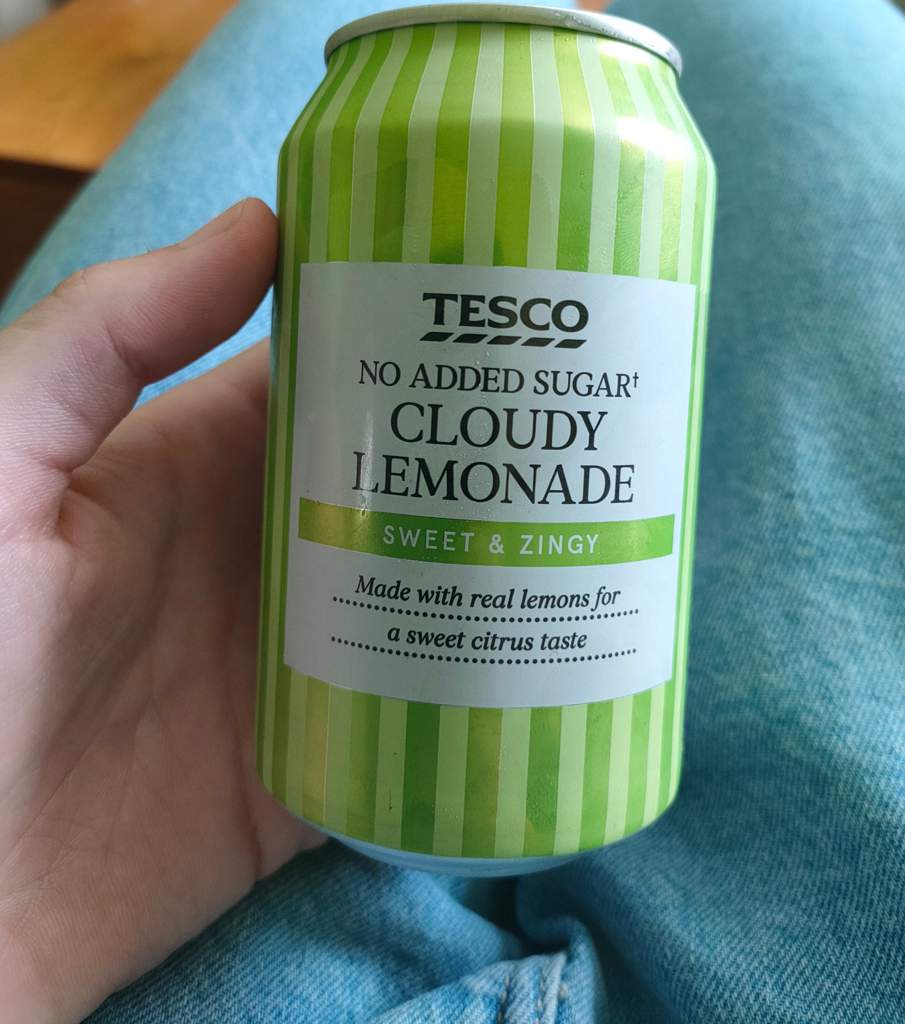 TESCO
NO ADDED SUGAR†
CLOUDY
LEMONADE
SWEET & ZINGY
Made with real lemons for
a sweet citrus taste